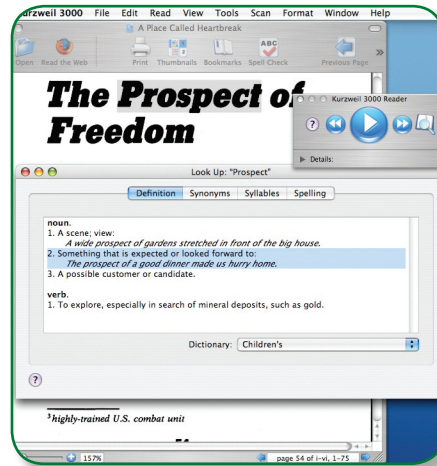 Kurzweil 3000 File Edit Read View Tools Scan Format Window Help
A Place Called Heartbreak
Open Read the Web Print Thumbnails Bookmarks Spell Check Previous Page
ABC
The Prospect of
Freedom
Kurzweil 3000 Reader
?
Details:
Look Up: "Prospect"
Definition Synonyms Syllables Spelling
noun.
1. A scene; view:
A wide prospect of gardens stretched in front of the big house.
2. Something that is expected or looked forward to:
The prospect of a good dinner made us hurry home.
3. A possible customer or candidate.
verb.
1. To explore, especially in search of mineral deposits, such as gold.
Dictionary: Children's
?
3 highly-trained U.S. combat unit
157% page 54 of i-vi, 1-75